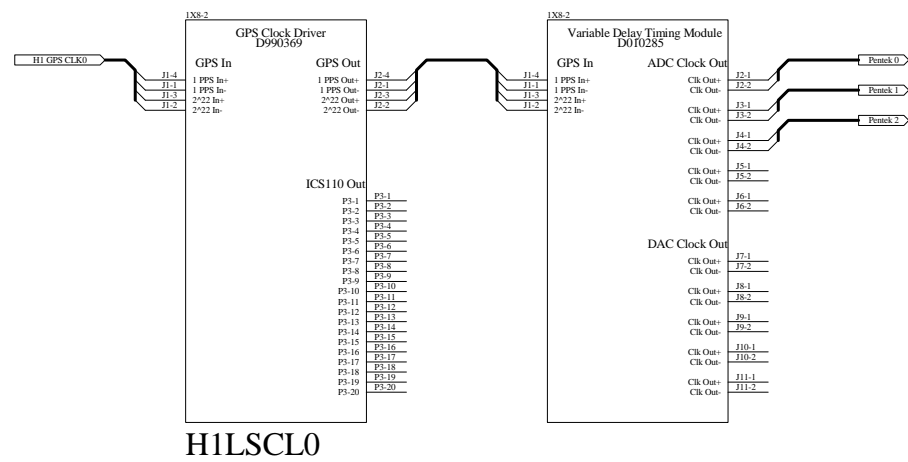 1X8-2
GPS Clock Driver
D990369
H1 GPS CLK0
GPS In
J1-4 1 PPS In+
J1-1 1 PPS In-
J1-3 2^22 In+
J1-2 2^22 In-
GPS Out
1 PPS Out+ J2-4
1 PPS Out- J2-1
2^22 Out+ J2-3
2^22 Out- J2-2
ICS110 Out
P3-1 P3-1
P3-2 P3-2
P3-3 P3-3
P3-4 P3-4
P3-5 P3-5
P3-6 P3-6
P3-7 P3-7
P3-8 P3-8
P3-9 P3-9
P3-10 P3-10
P3-11 P3-11
P3-12 P3-12
P3-13 P3-13
P3-14 P3-14
P3-15 P3-15
P3-16 P3-16
P3-17 P3-17
P3-18 P3-18
P3-19 P3-19
P3-20 P3-20
H1LSCL0
1X8-2
Variable Delay Timing Module
D010285
GPS In
J1-4 1 PPS In+
J1-1 1 PPS In-
J1-3 2^22 In+
J1-2 2^22 In-
ADC Clock Out
Clk Out+ J2-1
Clk Out- J2-2
Clk Out+ J3-1
Clk Out- J3-2
Clk Out+ J4-1
Clk Out- J4-2
Clk Out+ J5-1
Clk Out- J5-2
Clk Out+ J6-1
Clk Out- J6-2
DAC Clock Out
Clk Out+ J7-1
Clk Out- J7-2
Clk Out+ J8-1
Clk Out- J8-2
Clk Out+ J9-1
Clk Out- J9-2
Clk Out+ J10-1
Clk Out- J10-2
Clk Out+ J11-1
Clk Out- J11-2
Pentek 0
Pentek 1
Pentek 2